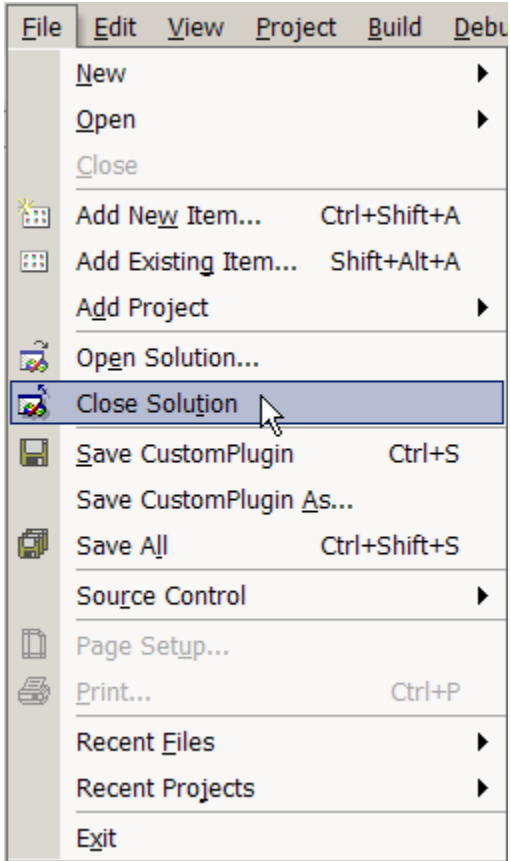 File Edit View Project Build Debu
New
Open
Close
Add New Item... Ctrl+Shift+A
Add Existing Item... Shift+Alt+A
Add Project
Open Solution...
Close Solution
Save CustomPlugin Ctrl+S
Save CustomPlugin As...
Save All Ctrl+Shift+S
Source Control
Page Setup...
Print... Ctrl+P
Recent Files
Recent Projects
Exit